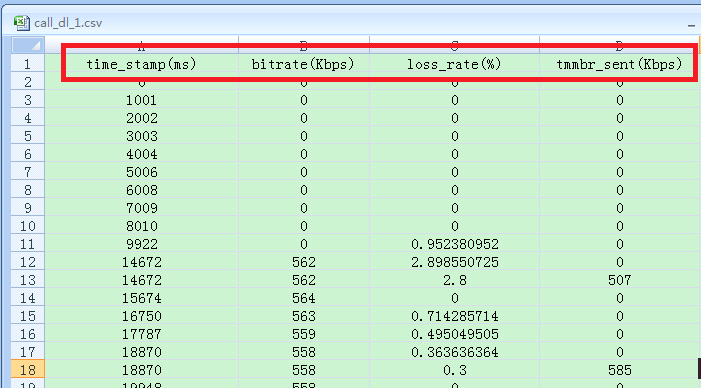 call_dl_1.csv
A B C D
1 time_stamp(ms) bitrate(Kbps) loss_rate(%) tmmbr_sent(Kbps)
2 0 0 0 0
3 1001 0 0 0
4 2002 0 0 0
5 3003 0 0 0
6 4004 0 0 0
7 5006 0 0 0
8 6008 0 0 0
9 7009 0 0 0
10 8010 0 0 0
11 9922 0 0.952380952 0
12 14672 562 2.898550725 0
13 14672 562 2.8 507
14 15674 564 0 0
15 16750 563 0.714285714 0
16 17787 559 0.495049505 0
17 18870 558 0.363636364 0
18 18870 558 0.3 585
19 19948 558 0 0